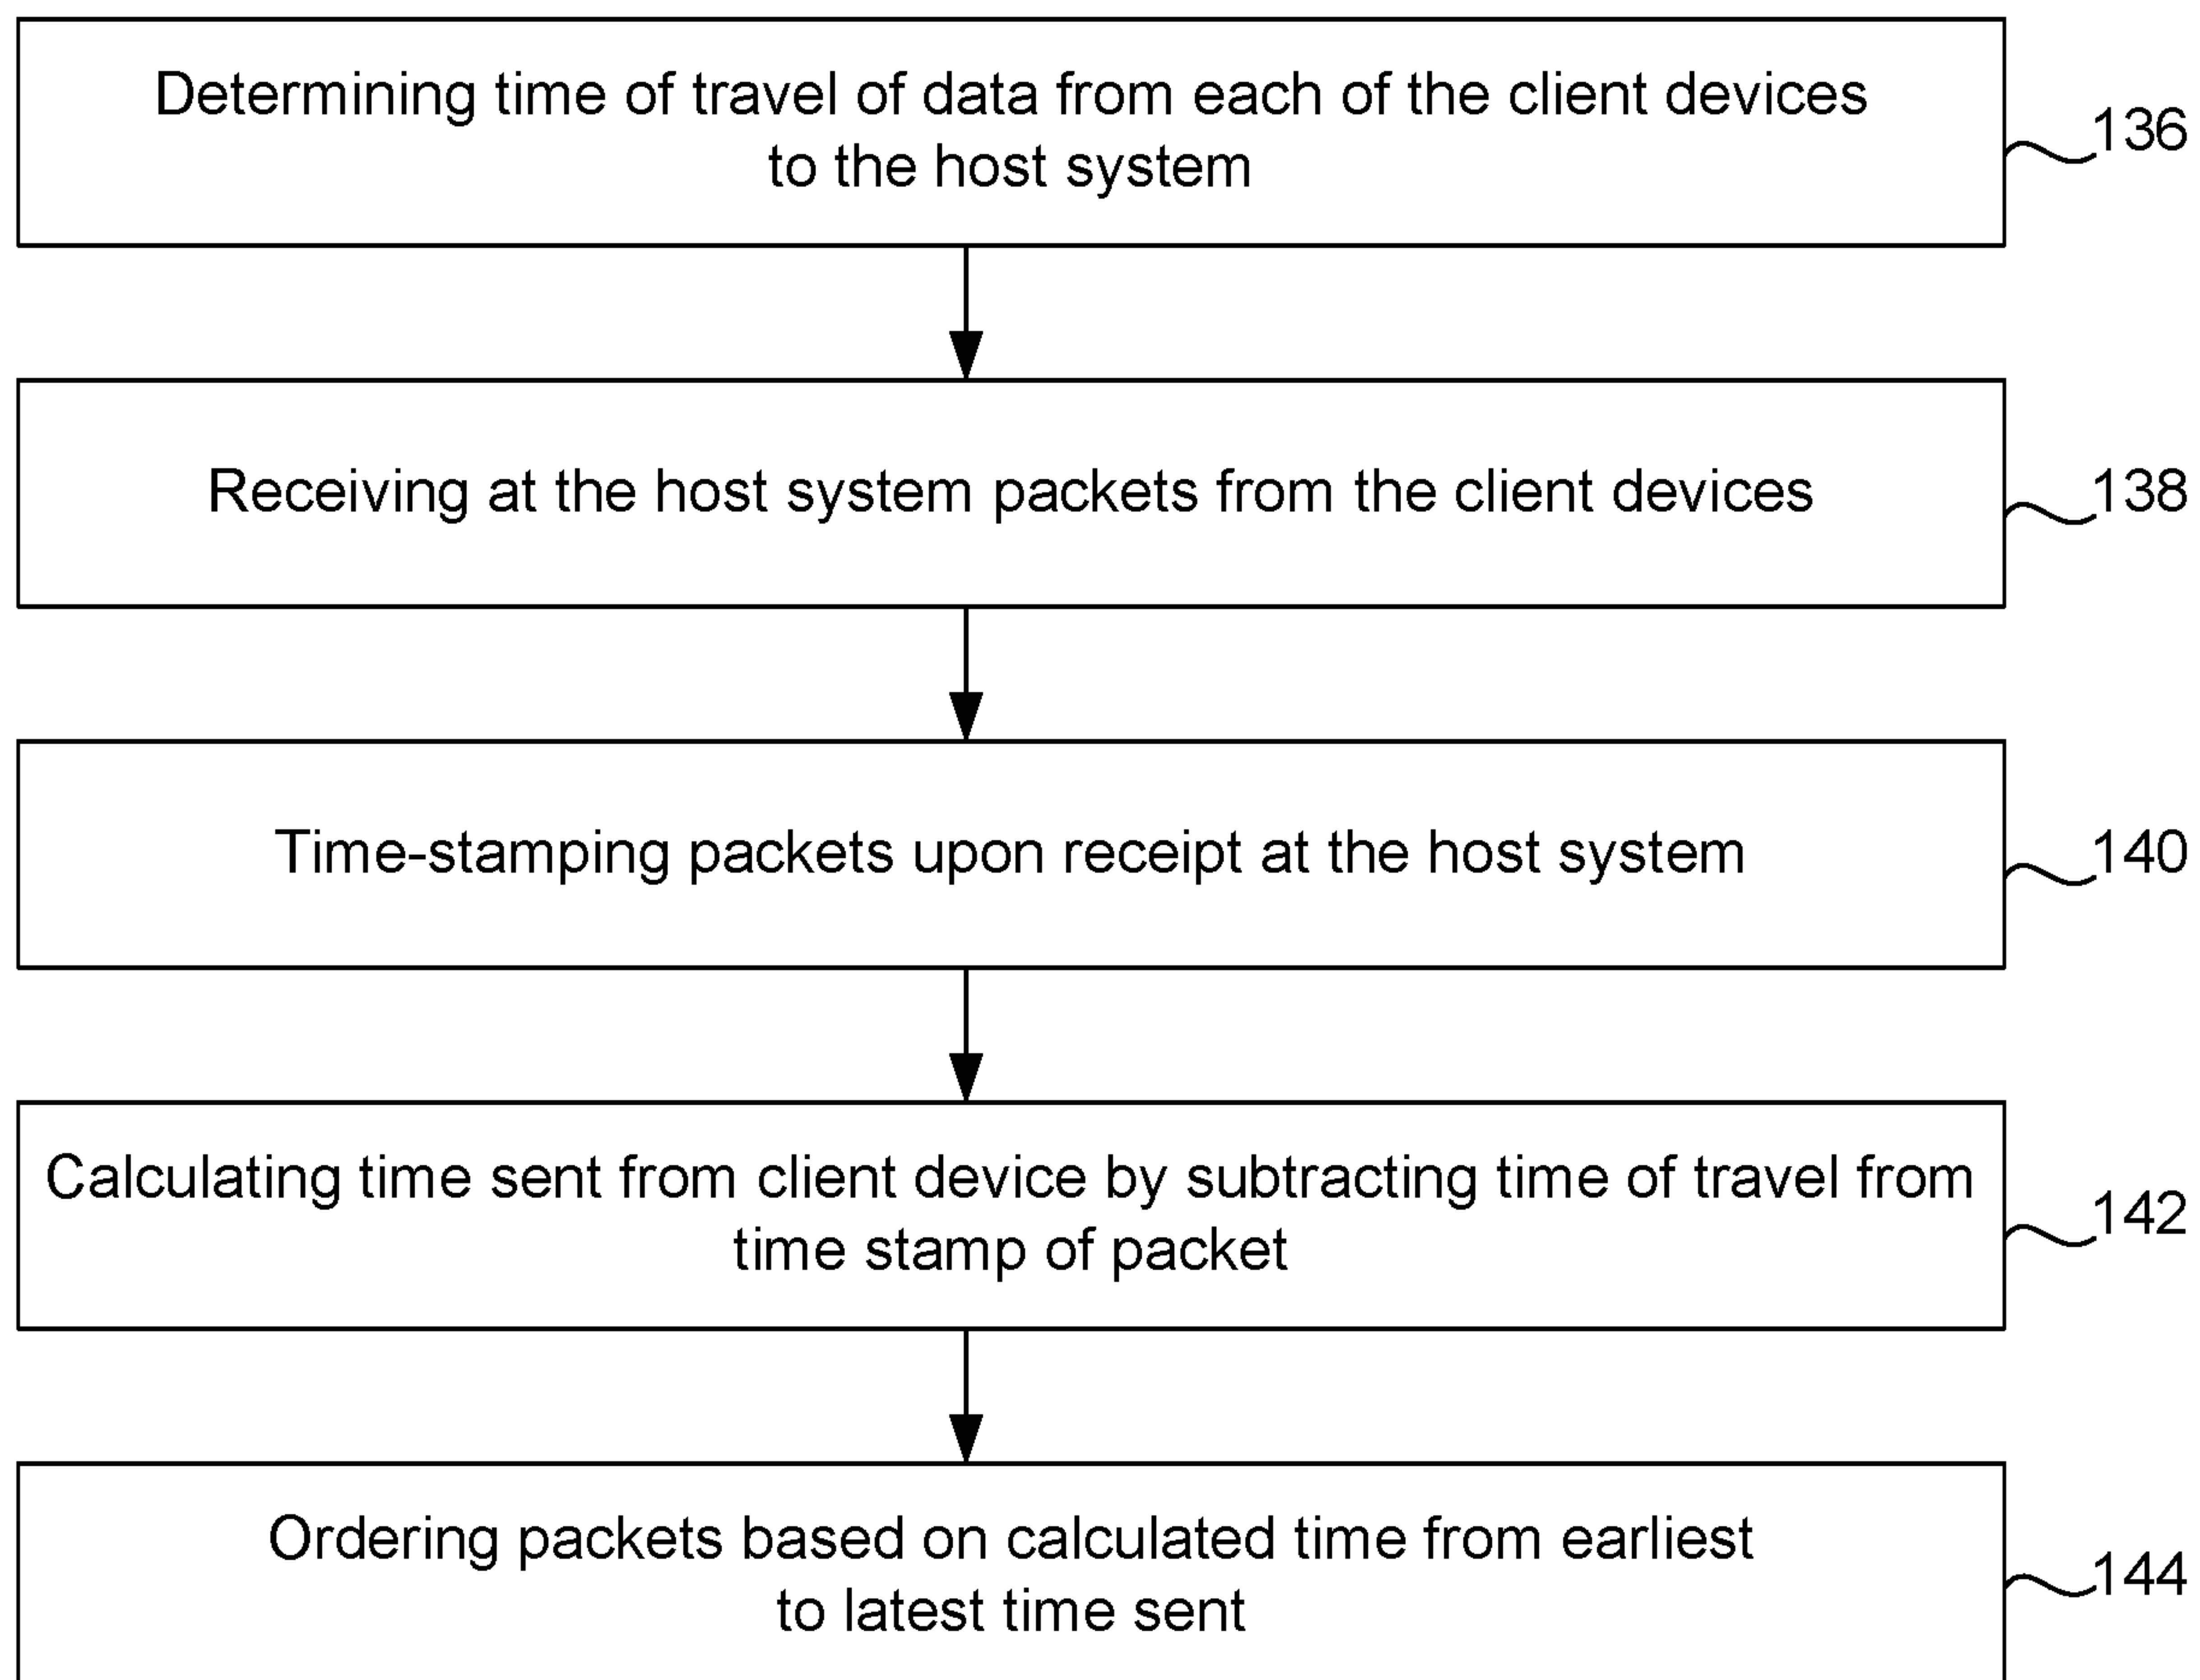 Determining time of travel of data from each of the client devices
to the host system
136
Receiving at the host system packets from the client devices
138
Time-stamping packets upon receipt at the host system
140
Calculating time sent from client device by subtracting time of travel from
time stamp of packet
142
Ordering packets based on calculated time from earliest
to latest time sent
144